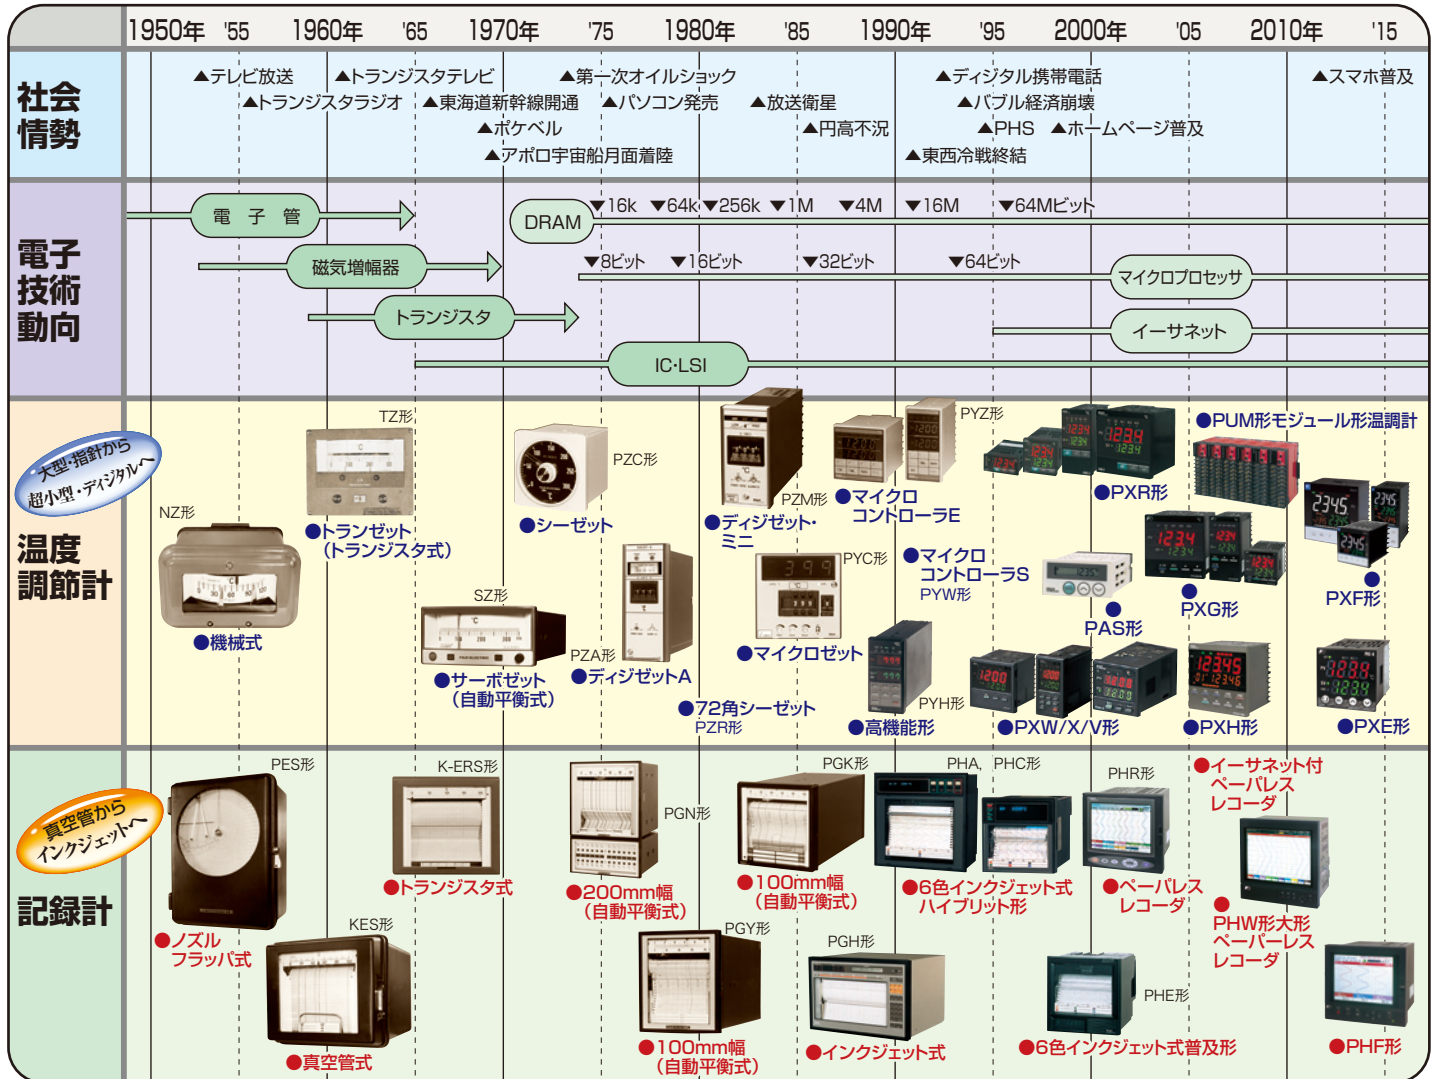 1950年 '55 1960年 '65 1970年 '75 1980年 '85 1990年 '95 2000年 '05 2010年 '15
社会
情勢
▲テレビ放送 ▲トランジスタテレビ ▲第一次オイルショック ▲ディジタル携帯電話 ▲スマホ普及
▲トランジスタラジオ ▲東海道新幹線開通 ▲パソコン発売 ▲放送衛星 ▲バブル経済崩壊
▲ポケベル ▲円高不況 ▲PHS ▲ホームページ普及
▲アポロ宇宙船月面着陸 ▲東西冷戦終結
電子
技術
動向
電子管
DRAM ▼16k ▼64k ▼256k ▼1M ▼4M ▼16M ▼64Mビット
磁気増幅器
▼8ビット ▼16ビット ▼32ビット ▼64ビット マイクロプロセッサ
トランジスタ
イーサネット
IC・LSI
大型・指針から
超小型・ディジタルへ
温度
調節計
NZ形
●機械式
TZ形
●トランゼット
(トランジスタ式)
SZ形
●サーボゼット
(自動平衡式)
PZC形
●シーゼット
PZA形
●ディジゼットA
●72角シーゼット
PZR形
PZM形
●ディジゼット・
ミニ
PYC形
●マイクロゼット
PYZ形
●マイクロ
コントローラE
●マイクロ
コントローラS
PYW形
PYH形
●高機能形
●PXR形
●PAS形
●PXW/X/V形
●PUM形モジュール形温調計
●PXG形
●PXH形
●PXF形
●PXE形
真空管から
インクジェットへ
記録計
PES形
●ノズル
フラッパ式
KES形
●真空管式
K-ERS形
●トランジスタ式
PGN形
●200mm幅
(自動平衡式)
PGY形
●100mm幅
(自動平衡式)
PGK形
●100mm幅
(自動平衡式)
PGH形
●インクジェット式
PHA, PHC形
●6色インクジェット式
ハイブリット形
PHE形
●6色インクジェット式普及形
PHR形
●ペーパレス
レコーダ
●イーサネット付
ペーパレス
レコーダ
●PHW形大形
ペーパーレス
レコーダ
●PHF形